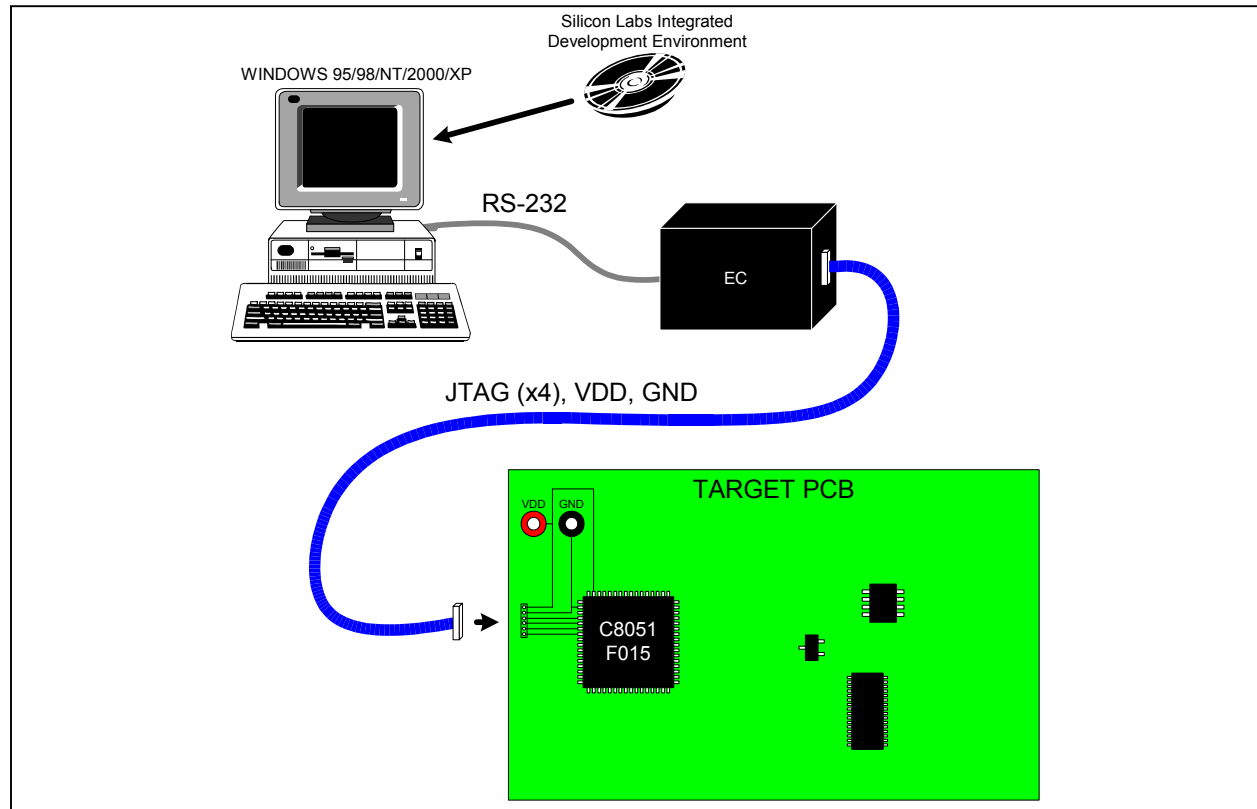 Silicon Labs Integrated
Development Environment
WINDOWS 95/98/NT/2000/XP
RS-232
EC
JTAG (x4), VDD, GND
TARGET PCB
VDD
GND
C8051
F015